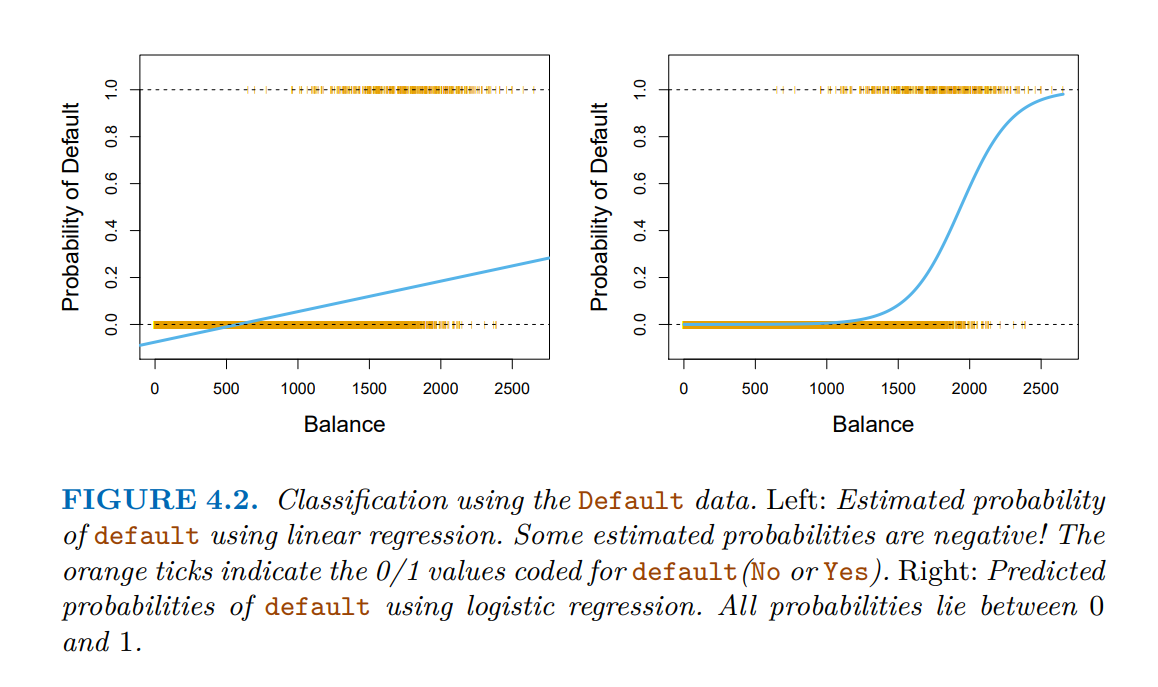 Probability of Default
1.0
0.8
0.6
0.4
0.2
0.0
0 500 1000 1500 2000 2500
Balance
Probability of Default
1.0
0.8
0.6
0.4
0.2
0.0
0 500 1000 1500 2000 2500
Balance
FIGURE 4.2. Classification using the Default data. Left: Estimated probability
of default using linear regression. Some estimated probabilities are negative! The
orange ticks indicate the 0/1 values coded for default(No or Yes). Right: Predicted
probabilities of default using logistic regression. All probabilities lie between 0
and 1.